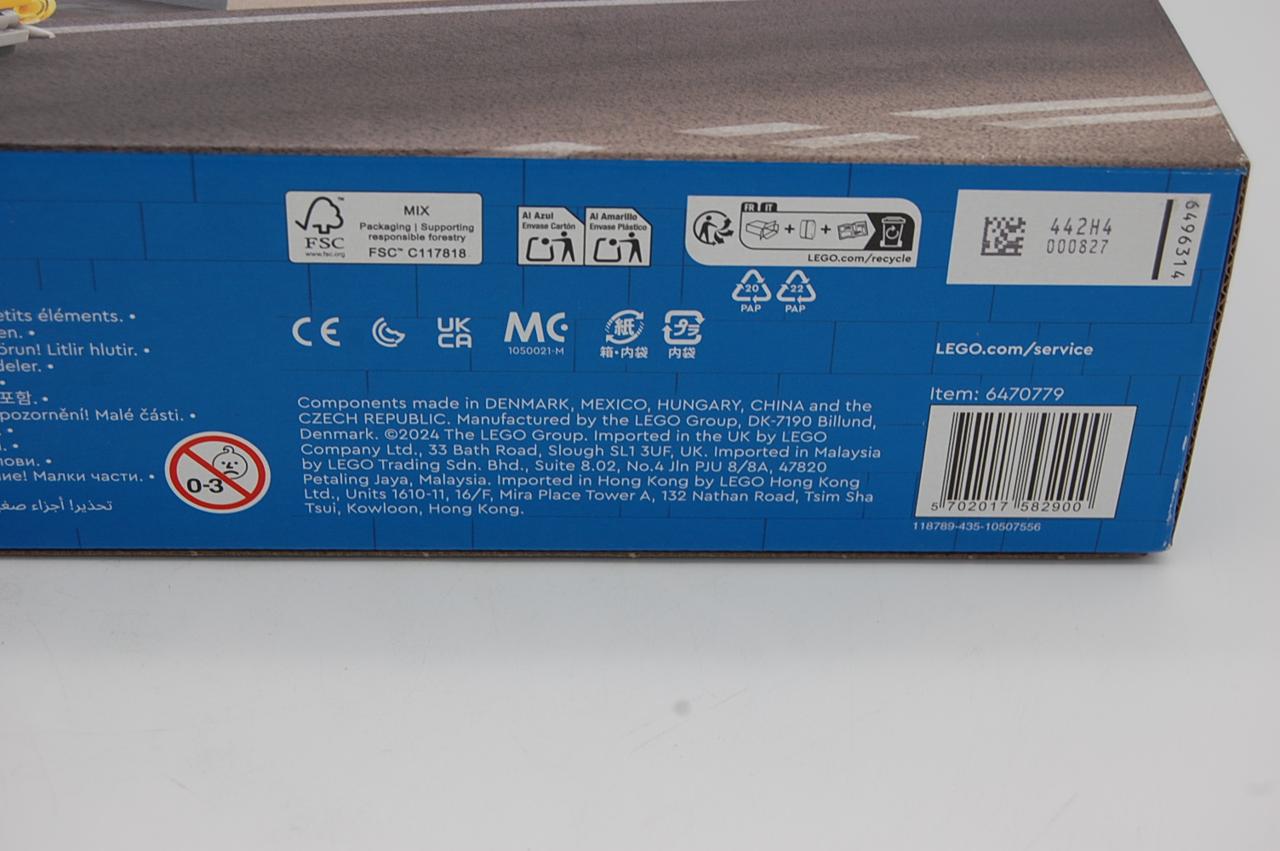 FSC
www.fsc.org
MIX
Packaging | Supporting
responsible forestry
FSC™ C117818
Al Azul
Envase Cartón
Al Amarillo
Envase Plástico
FR IT
LEGO.com/recycle
20
PAP
22
PAP
442H4
000827
6496314
CE
UK
CA
MC
1050021-M
紙
箱・内袋
プラ
内袋
LEGO.com/service
etits éléments. •
en. •
örun! Litlir hlutir. •
deler. •
포함. •
pozornění! Malé části. •
нови. •
ие! Малки части. •
تحذير! أجزاء
0-3
Components made in DENMARK, MEXICO, HUNGARY, CHINA and the
CZECH REPUBLIC. Manufactured by the LEGO Group, DK-7190 Billund,
Denmark. ©2024 The LEGO Group. Imported in the UK by LEGO
Company Ltd., 33 Bath Road, Slough SL1 3UF, UK. Imported in Malaysia
by LEGO Trading Sdn. Bhd., Suite 8.02, No.4 Jln PJU 8/8A, 47820
Petaling Jaya, Malaysia. Imported in Hong Kong by LEGO Hong Kong
Ltd., Units 1610-11, 16/F, Mira Place Tower A, 132 Nathan Road, Tsim Sha
Tsui, Kowloon, Hong Kong.
Item: 6470779
5 702017 582900
118789-435-10507556